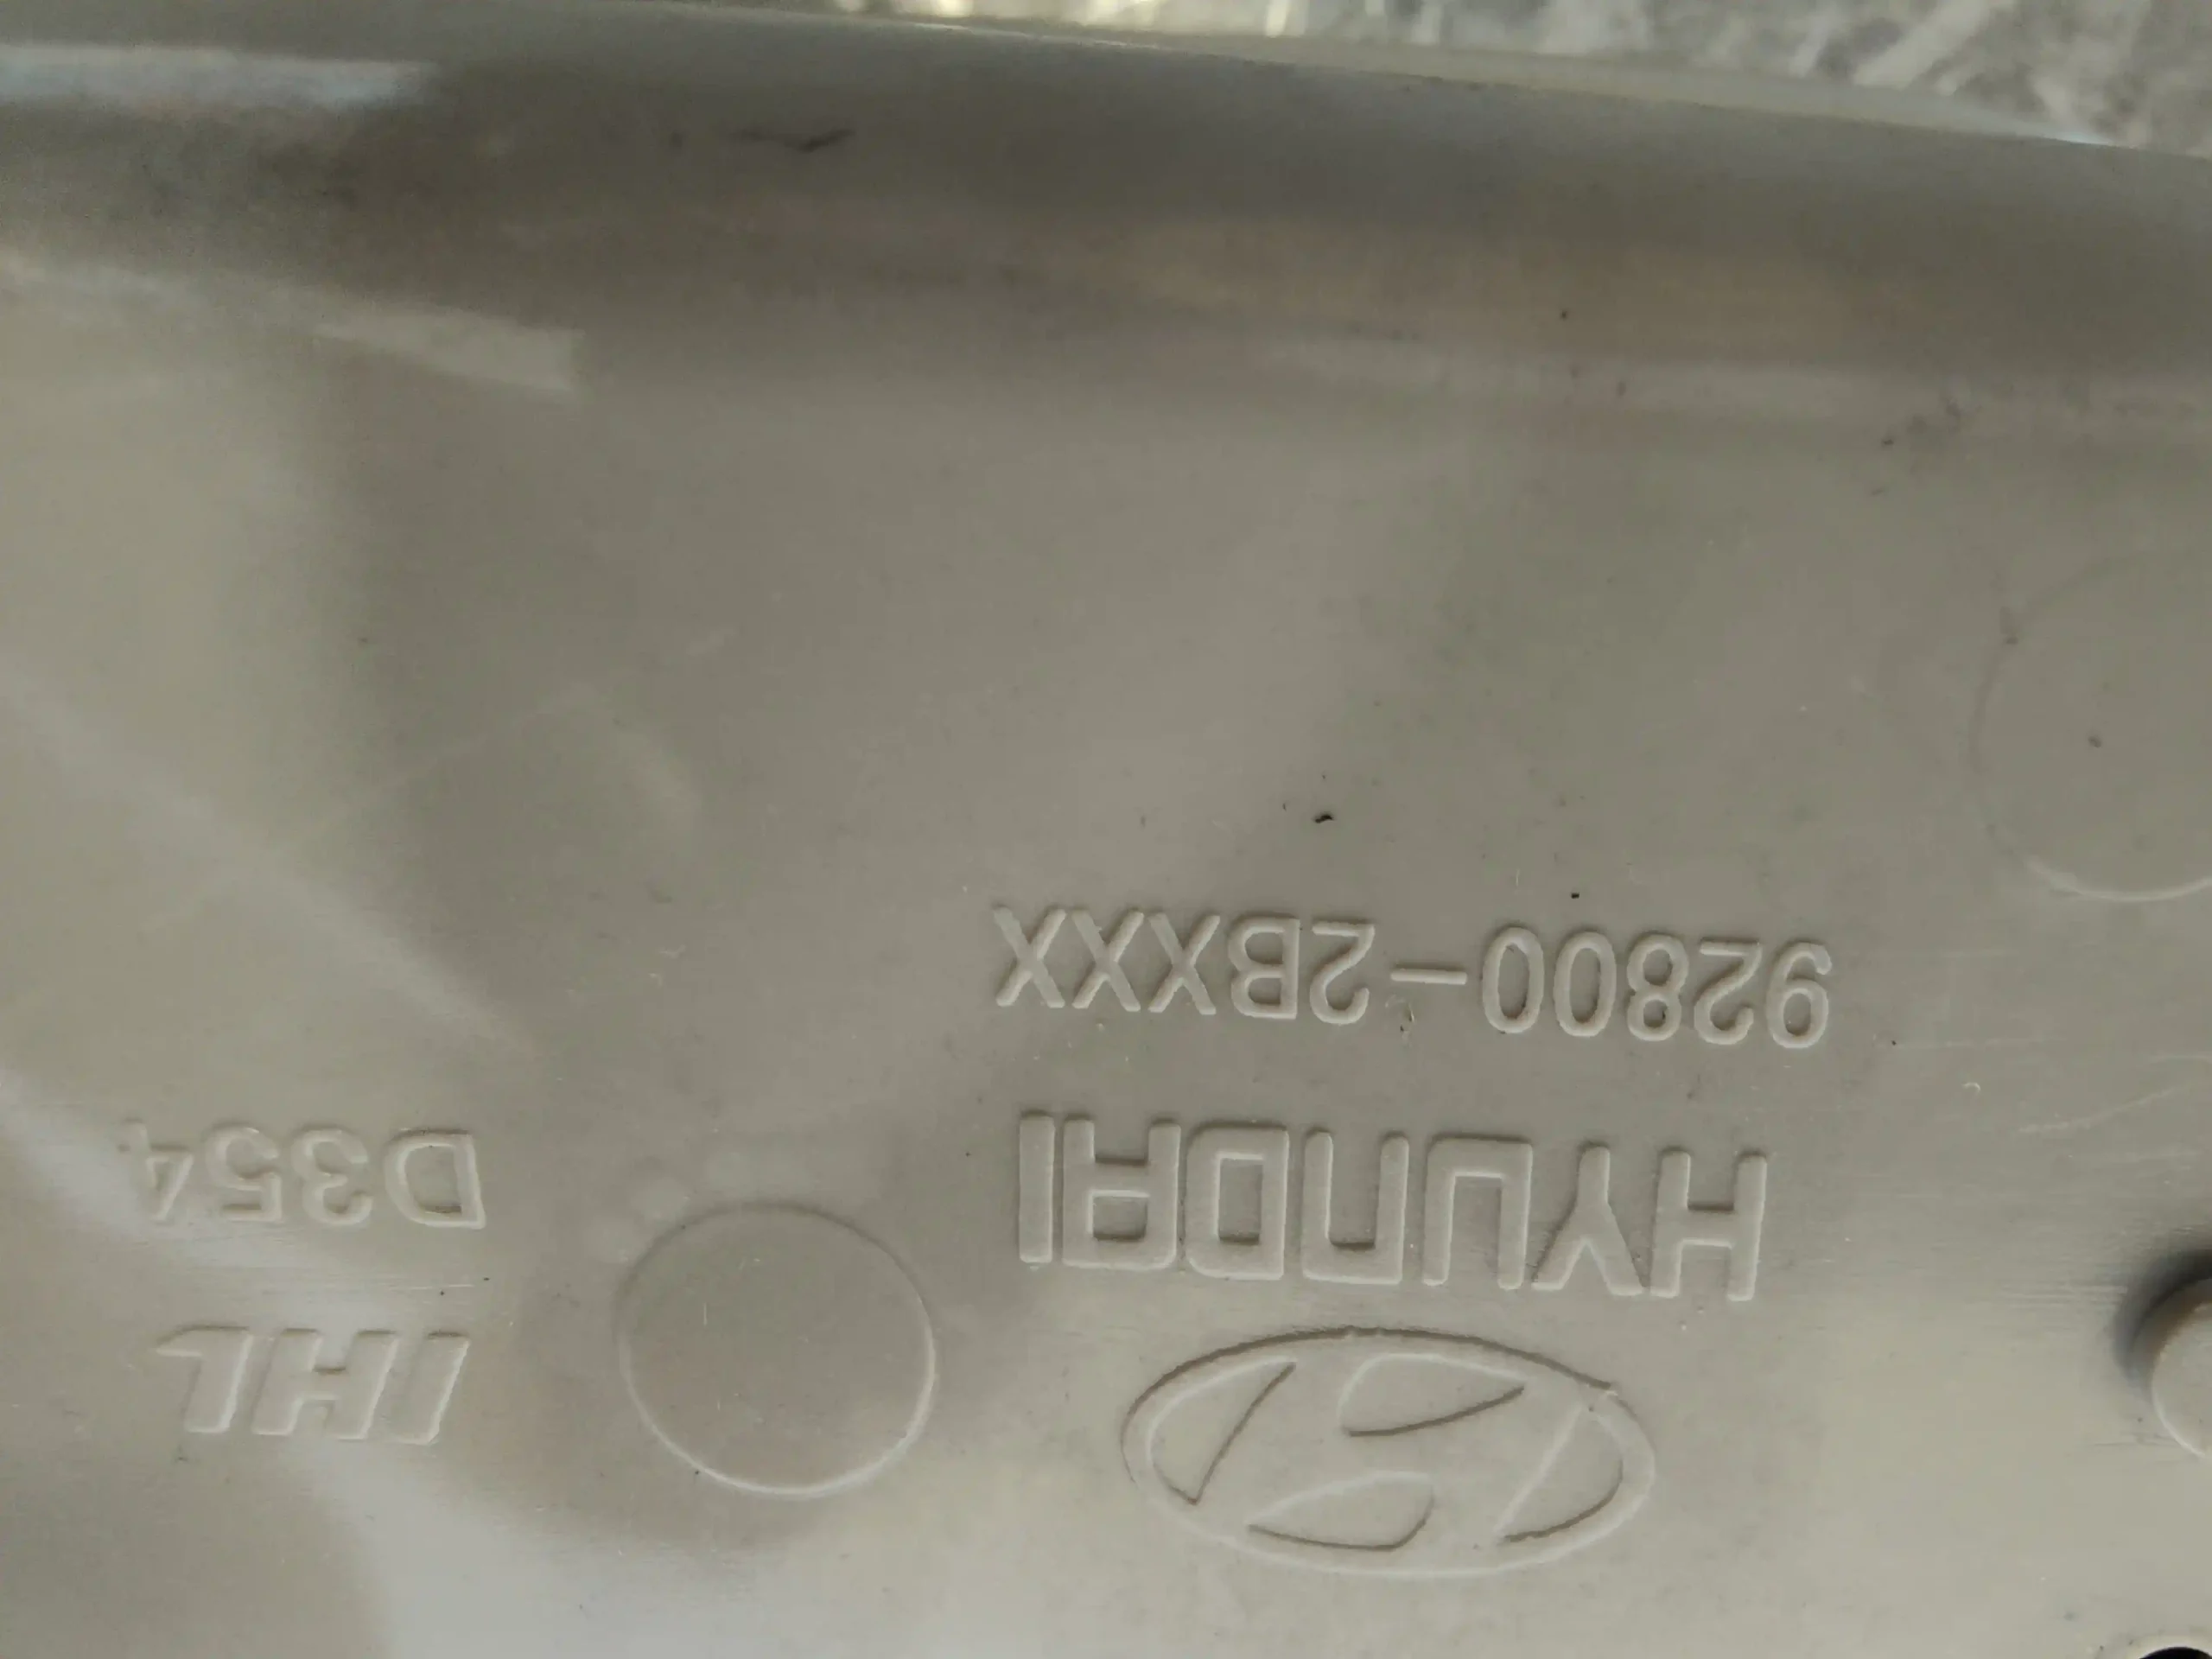 IHL
D354
HYUNDAI
92800-2BXXX